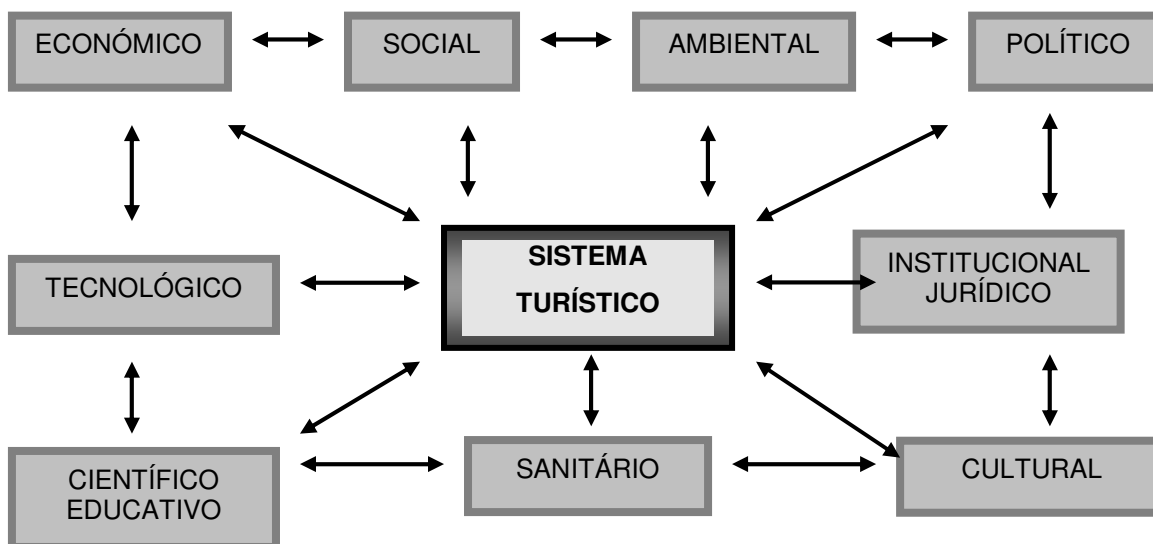 ECONÓMICO
SOCIAL
AMBIENTAL
POLÍTICO
TECNOLÓGICO
SISTEMA
TURÍSTICO
INSTITUCIONAL
JURÍDICO
CIENTÍFICO
EDUCATIVO
SANITÁRIO
CULTURAL